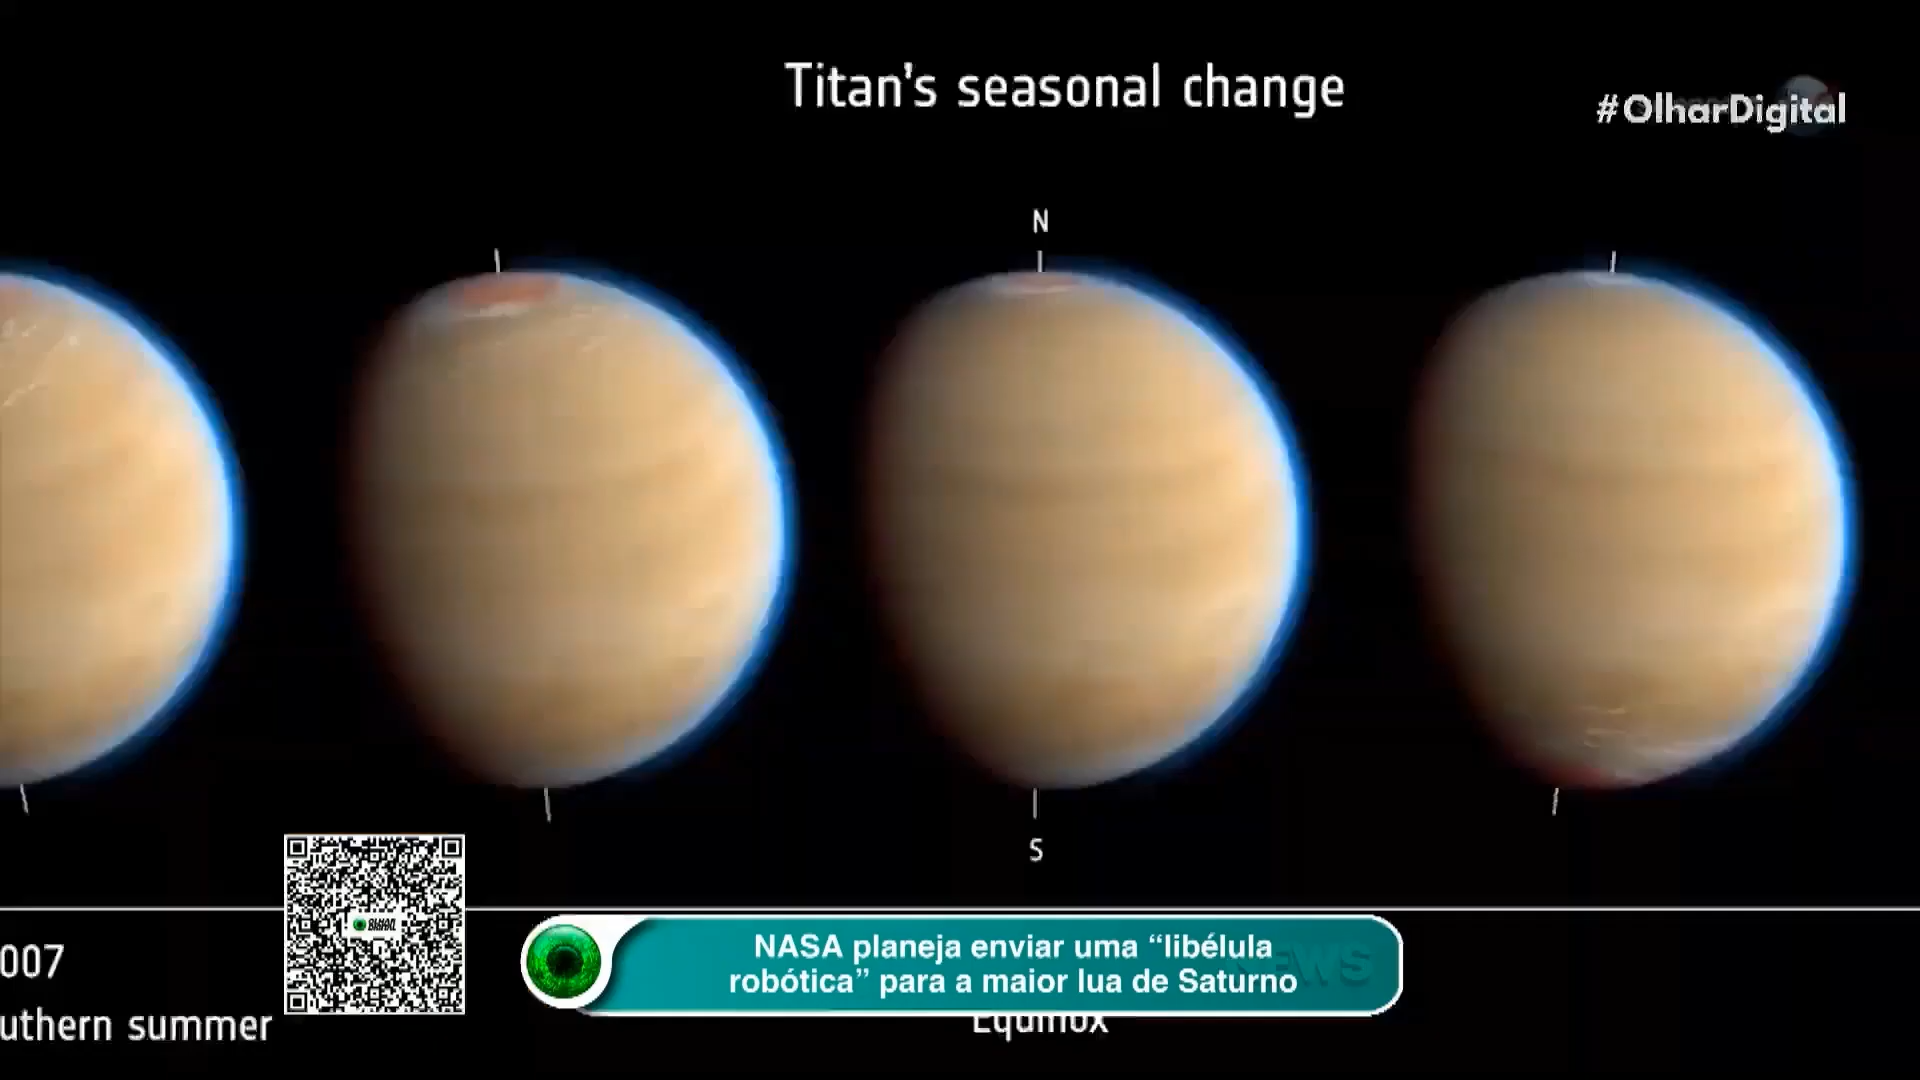 Titan's seasonal change
#OlharDigital
N
S
007
uthern summer
Equinox
NEWS
NASA planeja enviar uma “libélula
robótica” para a maior lua de Saturno